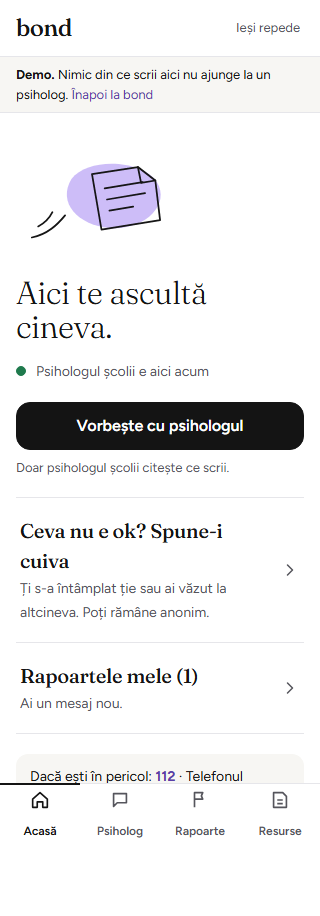 bond
Ieși repede
Demo. Nimic din ce scrii aici nu ajunge la un
psiholog. Înapoi la bond
Aici te ascultă
cineva.
Psihologul școlii e aici acum
Vorbește cu psihologul
Doar psihologul școlii citește ce scrii.
Ceva nu e ok? Spune-i
cuiva
Ți s-a întâmplat ție sau ai văzut la
altcineva. Poți rămâne anonim.
Rapoartele mele (1)
Ai un mesaj nou.
Dacă ești în pericol: 112 · Telefonul
Acasă
Psiholog
Rapoarte
Resurse